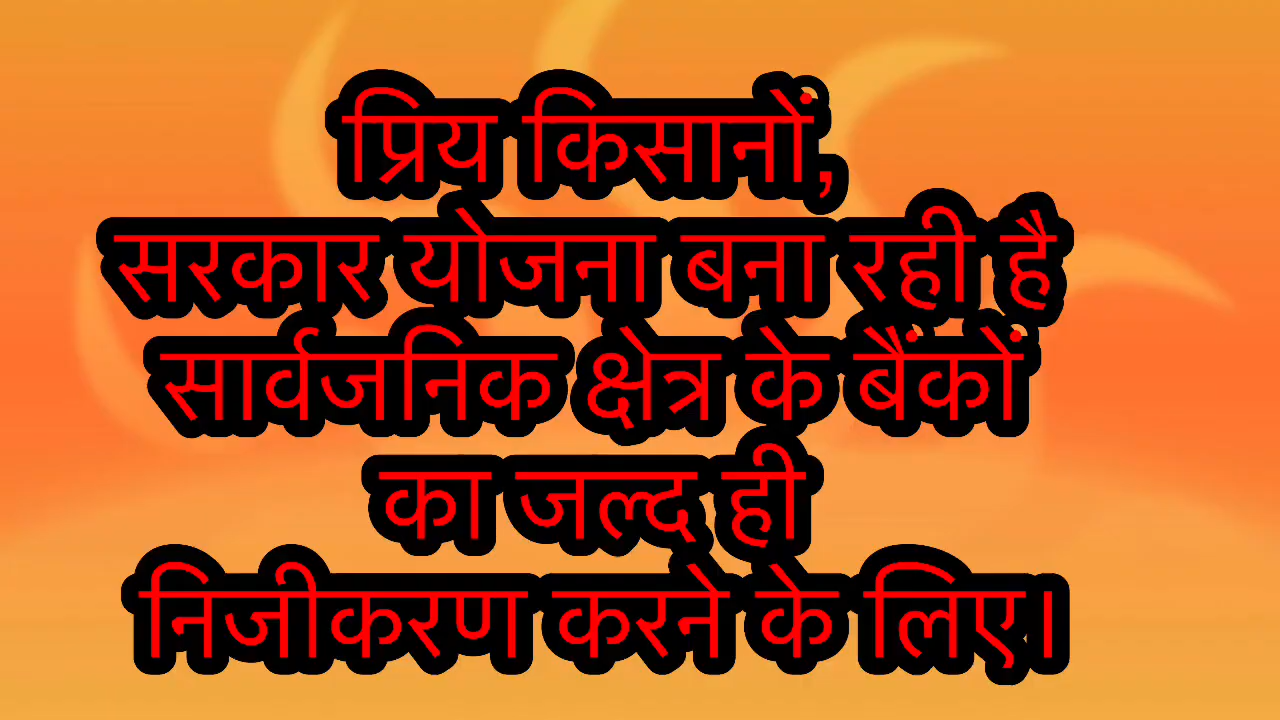 प्रिय किसानों,
सरकार योजना बना रही है
सार्वजनिक क्षेत्र के बैंकों
का जल्द ही
निजीकरण करने के लिए।